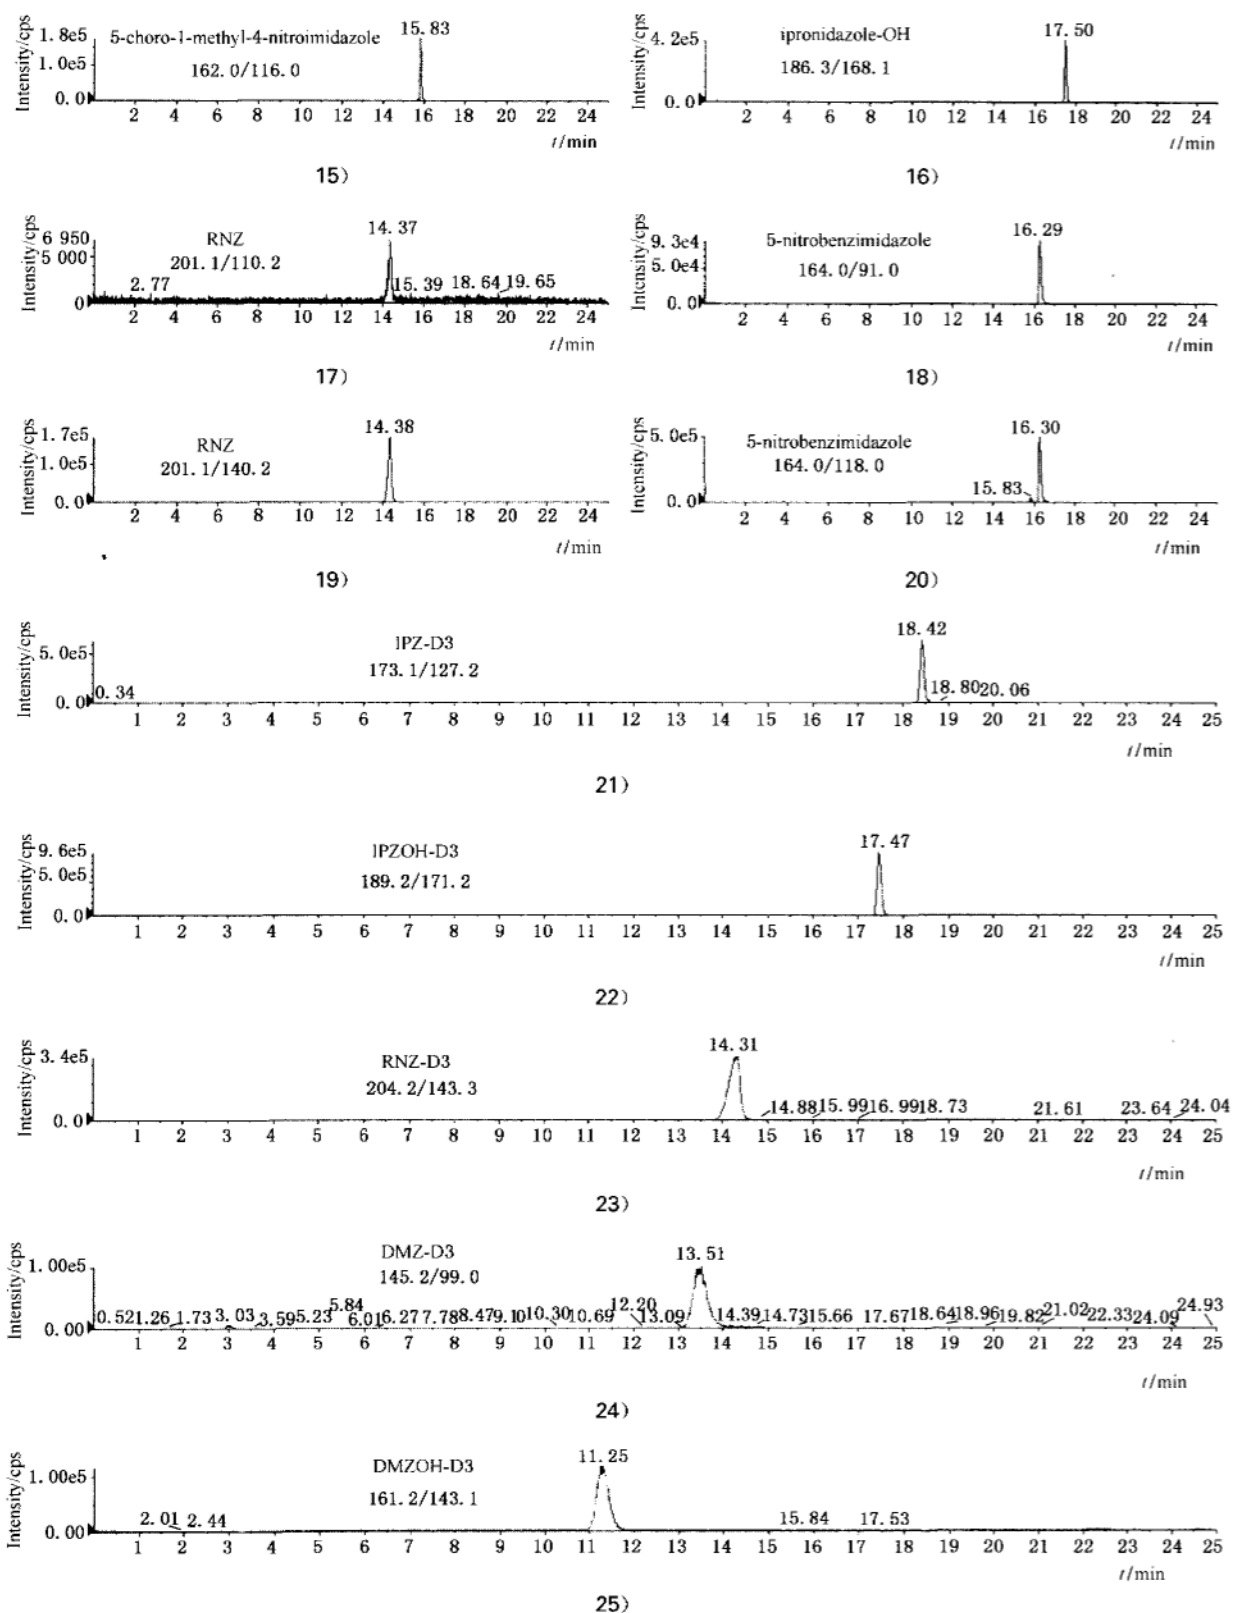 Intensity/cps
1.8e5
1.0e5
0.0
5-choro-1-methyl-4-nitroimidazole
162.0/116.0
15.83
2 4 6 8 10 12 14 16 18 20 22 24
t/min
15)
Intensity/cps
4.2e5
0.0
ipronidazole-OH
186.3/168.1
17.50
2 4 6 8 10 12 14 16 18 20 22 24
t/min
16)
Intensity/cps
6 950
5 000
0
RNZ
201.1/110.2
2.77
14.37
15.39 18.64 19.65
2 4 6 8 10 12 14 16 18 20 22 24
t/min
17)
Intensity/cps
9.3e4
5.0e4
0.0
5-nitrobenzimidazole
164.0/91.0
16.29
2 4 6 8 10 12 14 16 18 20 22 24
t/min
18)
Intensity/cps
1.7e5
1.0e5
0.0
RNZ
201.1/140.2
14.38
2 4 6 8 10 12 14 16 18 20 22 24
t/min
19)
Intensity/cps
5.0e5
0.0
5-nitrobenzimidazole
164.0/118.0
15.83
16.30
2 4 6 8 10 12 14 16 18 20 22 24
t/min
20)
Intensity/cps
5.0e5
0.0
0.34
IPZ-D3
173.1/127.2
18.42
18.80 20.06
1 2 3 4 5 6 7 8 9 10 11 12 13 14 15 16 17 18 19 20 21 22 23 24 25
t/min
21)
Intensity/cps
9.6e5
5.0e5
0.0
IPZOH-D3
189.2/171.2
17.47
1 2 3 4 5 6 7 8 9 10 11 12 13 14 15 16 17 18 19 20 21 22 23 24 25
t/min
22)
Intensity/cps
3.4e5
0.0
RNZ-D3
204.2/143.3
14.31
14.88 15.99 16.99 18.73 21.61 23.64 24.04
1 2 3 4 5 6 7 8 9 10 11 12 13 14 15 16 17 18 19 20 21 22 23 24 25
t/min
23)
Intensity/cps
1.00e5
0.00
DMZ-D3
145.2/99.0
13.51
0.52 1.26 1.73 3.03 3.59 5.23 5.84 6.01 6.27 7.78 8.47 9.10 10.30 10.69 12.20 13.09 14.39 14.73 15.66 17.67 18.64 18.96 19.82 21.02 22.33 24.09 24.93
1 2 3 4 5 6 7 8 9 10 11 12 13 14 15 16 17 18 19 20 21 22 23 24 25
t/min
24)
Intensity/cps
1.00e5
0.00
DMZOH-D3
161.2/143.1
11.25
2.01 2.44 15.84 17.53
1 2 3 4 5 6 7 8 9 10 11 12 13 14 15 16 17 18 19 20 21 22 23 24 25
t/min
25)